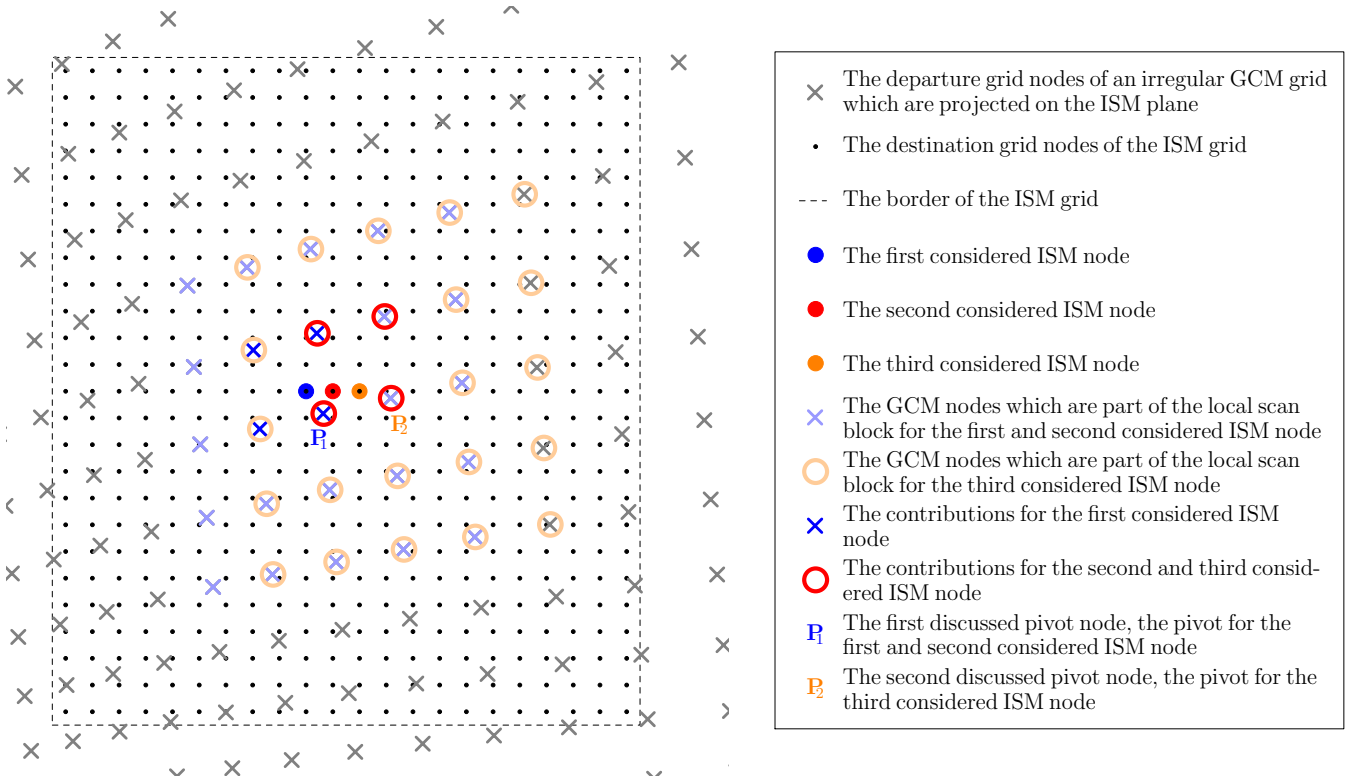 P1
P2
The departure grid nodes of an irregular GCM grid
which are projected on the ISM plane
The destination grid nodes of the ISM grid
The border of the ISM grid
The first considered ISM node
The second considered ISM node
The third considered ISM node
The GCM nodes which are part of the local scan
block for the first and second considered ISM node
The GCM nodes which are part of the local scan
block for the third considered ISM node
The contributions for the first considered ISM
node
The contributions for the second and third consid-
ered ISM node
P1 The first discussed pivot node, the pivot for the
first and second considered ISM node
P2 The second discussed pivot node, the pivot for the
third considered ISM node